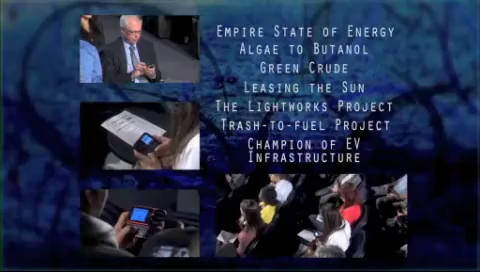 Empire State of Energy
Algae to Butanol
Green Crude
Leasing the Sun
The Lightworks Project
Trash-to-fuel Project
Champion of EV
Infrastructure